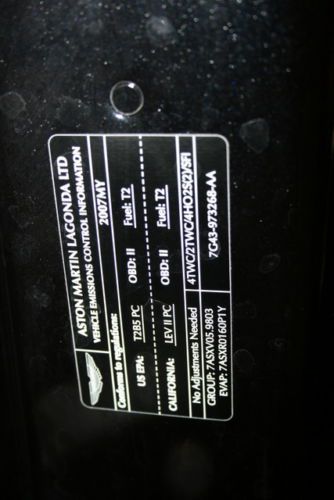 ASTON MARTIN LAGONDA LTD
VEHICLE EMISSIONS CONTROL INFORMATION
2007MY
Conforms to regulations:
US EPA: T2B5 PC OBD: II Fuel: T2
CALIFORNIA: LEV II PC OBD: II Fuel: T2
No Adjustments Needed 4TWC/2TWC/4HO2S(2)/SFI
GROUP: 7ASXV05.9803 7G43-973268-AA
EVAP: 7ASXR0160P1Y